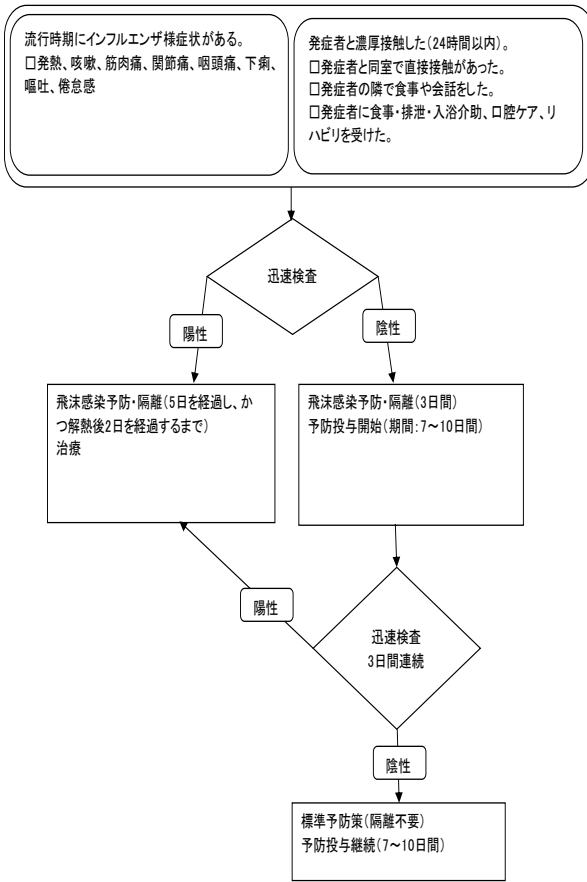 流行時期にインフルエンザ様症状がある。
□発熱、咳嗽、筋肉痛、関節痛、咽頭痛、下痢、
嘔吐、倦怠感
発症者と濃厚接触した(24時間以内)。
□発症者と同室で直接接触があった。
□発症者の隣で食事や会話をした。
□発症者に食事・排泄・入浴介助、口腔ケア、リ
ハビリを受けた。
迅速検査
陽性
陰性
飛沫感染予防・隔離(5日を経過し、か
つ解熱後2日を経過するまで)
治療
飛沫感染予防・隔離(3日間)
予防投与開始(期間:7~10日間)
陽性
迅速検査
3日間連続
陰性
標準予防策(隔離不要)
予防投与継続(7~10日間)